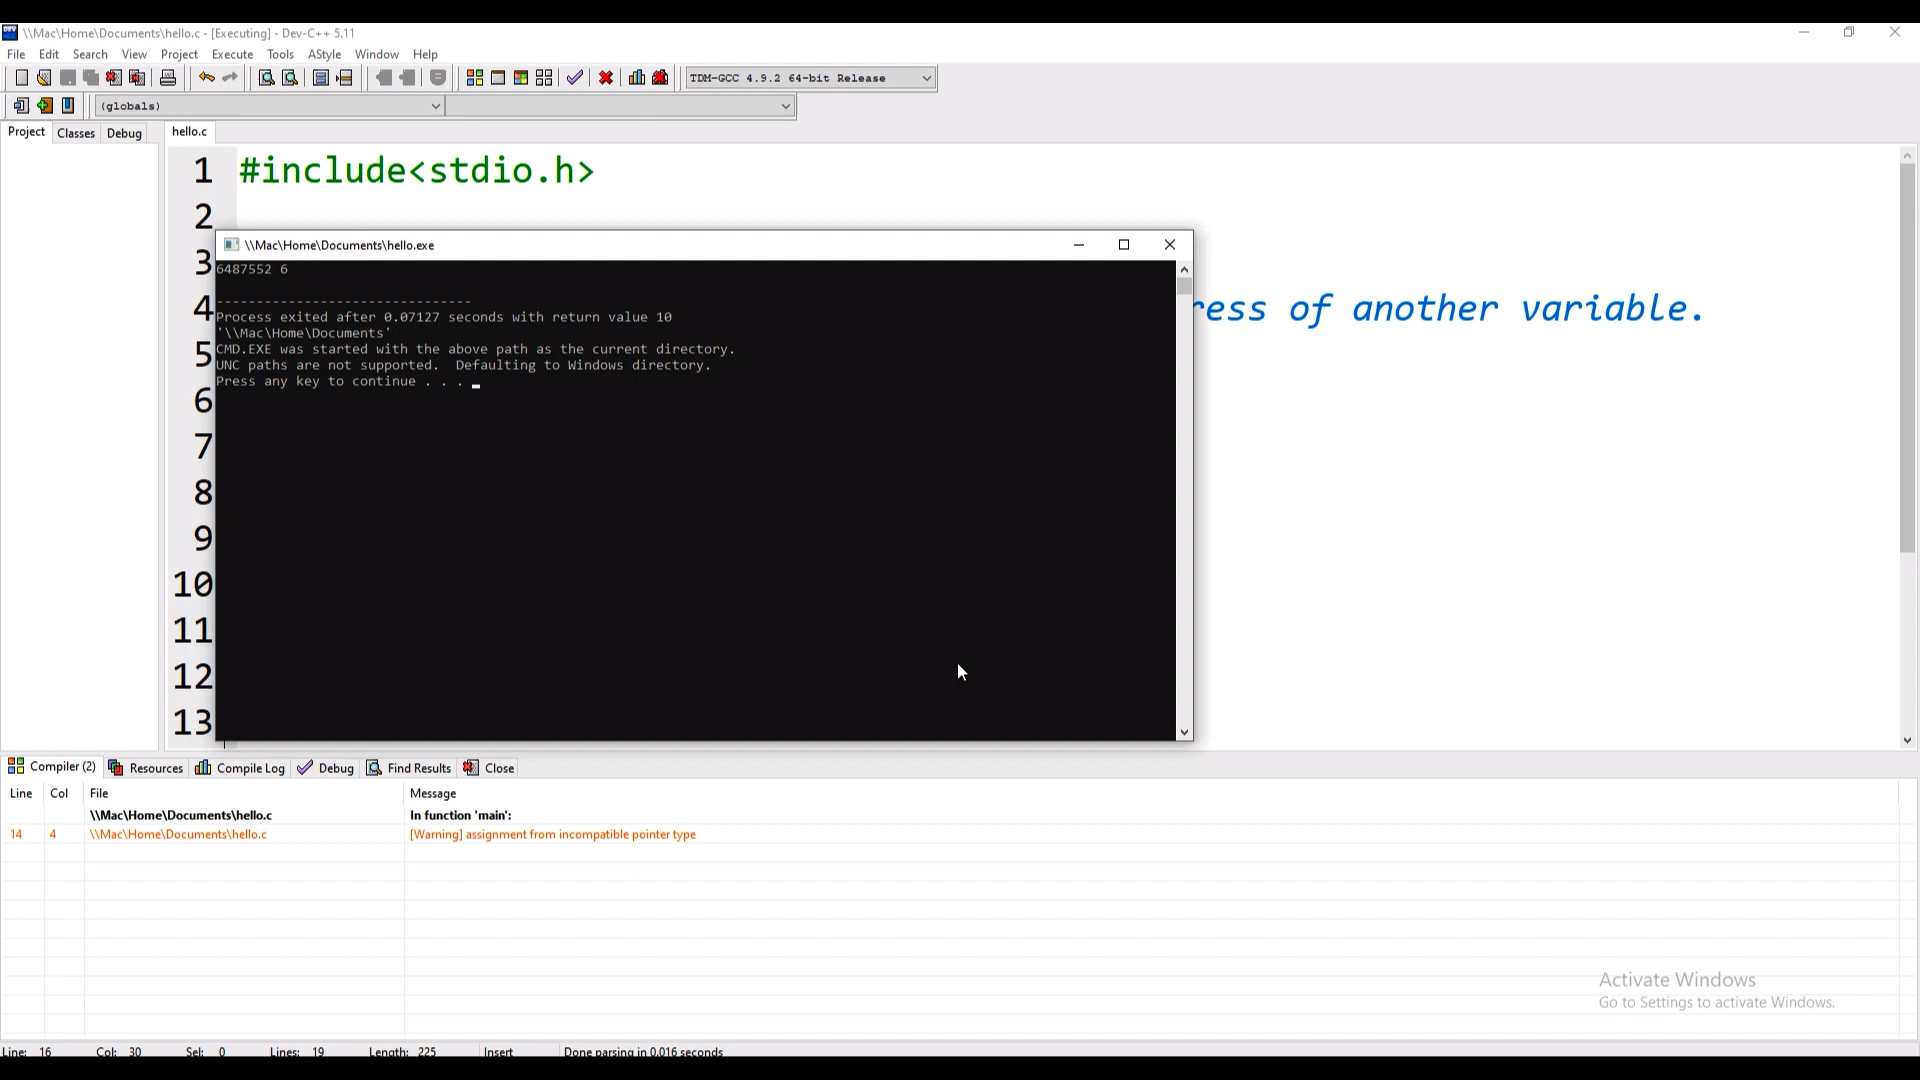 \\Mac\Home\Documents\hello.c - [Executing] - Dev-C++ 5.11
File Edit Search View Project Execute Tools AStyle Window Help
TDM-GCC 4.9.2 64-bit Release
(globals)
Project Classes Debug hello.c
1 #include<stdio.h>
2
\\Mac\Home\Documents\hello.exe
3
6487552 6
4
ress of another variable.
--------------------------------
Process exited after 0.07127 seconds with return value 10
'\\Mac\Home\Documents'
5
CMD.EXE was started with the above path as the current directory.
UNC paths are not supported.  Defaulting to Windows directory.
Press any key to continue . . .
6
7
8
9
10
11
12
13
Compiler (2) Resources Compile Log Debug Find Results Close
Line Col File Message
\\Mac\Home\Documents\hello.c In function 'main':
14 4 \\Mac\Home\Documents\hello.c [Warning] assignment from incompatible pointer type
Activate Windows
Go to Settings to activate Windows.
Line: 16 Col: 30 Sel: 0 Lines: 19 Length: 225 Insert Done parsing in 0.016 seconds